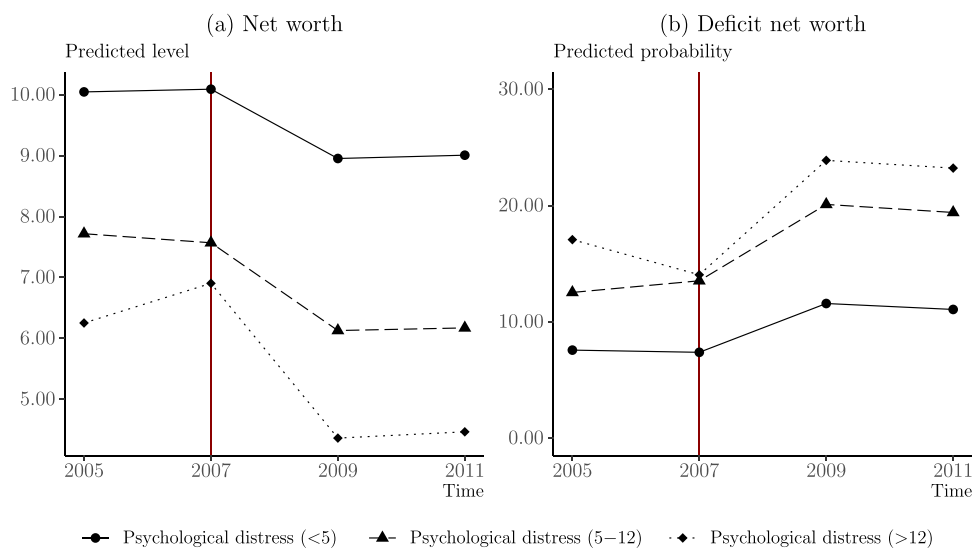 (a) Net worth
Predicted level
10.00
9.00
8.00
7.00
6.00
5.00
2005 2007 2009 2011
Time
(b) Deficit net worth
Predicted probability
30.00
20.00
10.00
0.00
2005 2007 2009 2011
Time
Psychological distress (<5) Psychological distress (5−12) Psychological distress (>12)